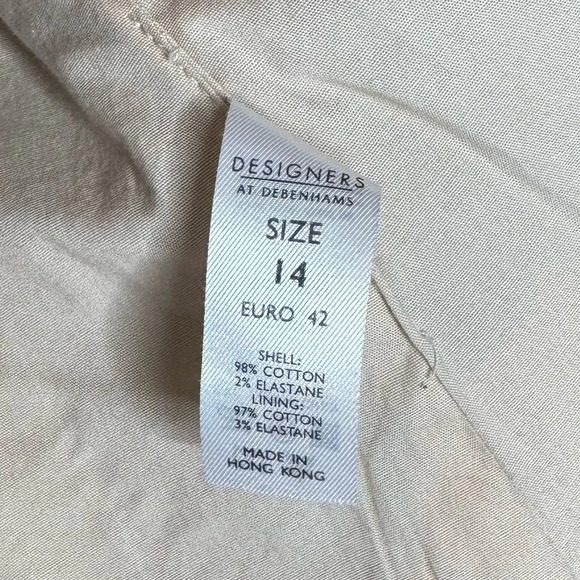 DESIGNERS
AT DEBENHAMS
SIZE
14
EURO 42
SHELL:
98% COTTON
2% ELASTANE
LINING:
97% COTTON
3% ELASTANE
MADE IN
HONG KONG